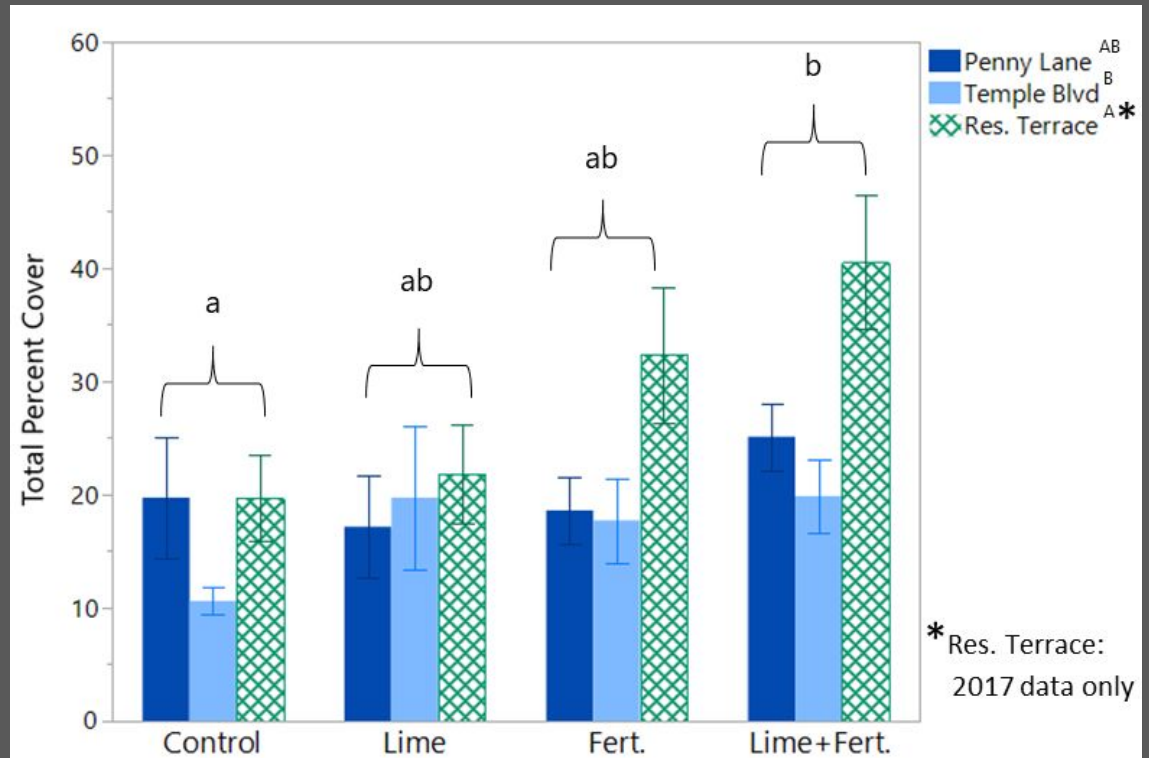 Total Percent Cover
60
50
40
30
20
10
0
a
ab
ab
b
Control
Lime
Fert.
Lime+Fert.
Penny Lane AB
Temple Blvd B
Res. Terrace A*
*Res. Terrace:
2017 data only